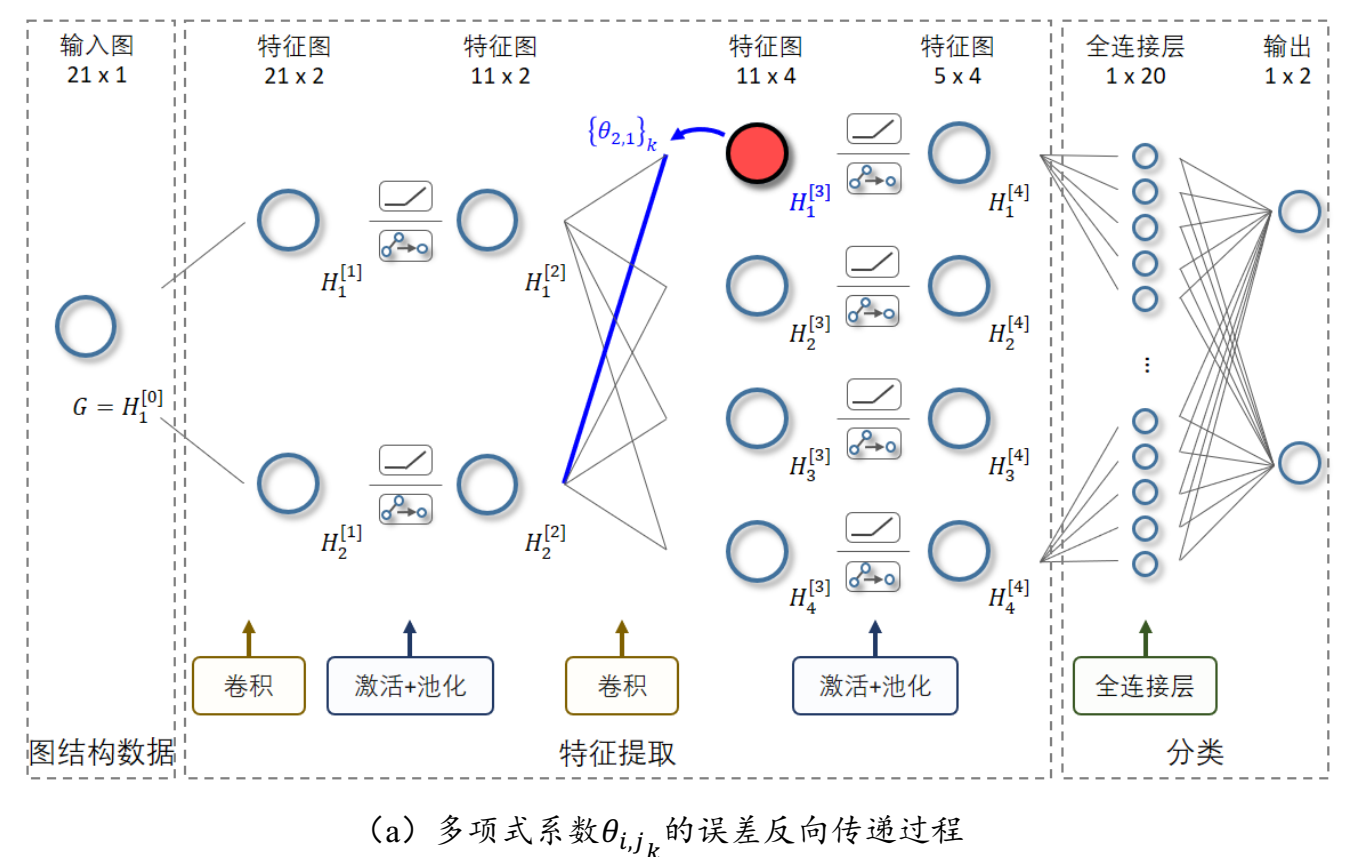 输入图 特征图 特征图 特征图 特征图 全连接层 输出
21 x 1 21 x 2 11 x 2 11 x 4 5 x 4 1 x 20 1 x 2
{θ_{2,1}}_k
H_1^{[3]} H_1^{[4]}
H_1^{[1]} H_1^{[2]}
H_2^{[3]} H_2^{[4]}
...
G = H_1^{[0]}
H_3^{[3]} H_3^{[4]}
H_2^{[1]} H_2^{[2]}
H_4^{[3]} H_4^{[4]}
卷积 激活+池化 卷积 激活+池化 全连接层
图结构数据 特征提取 分类
（a）多项式系数θ_{i,j_k}的误差反向传递过程